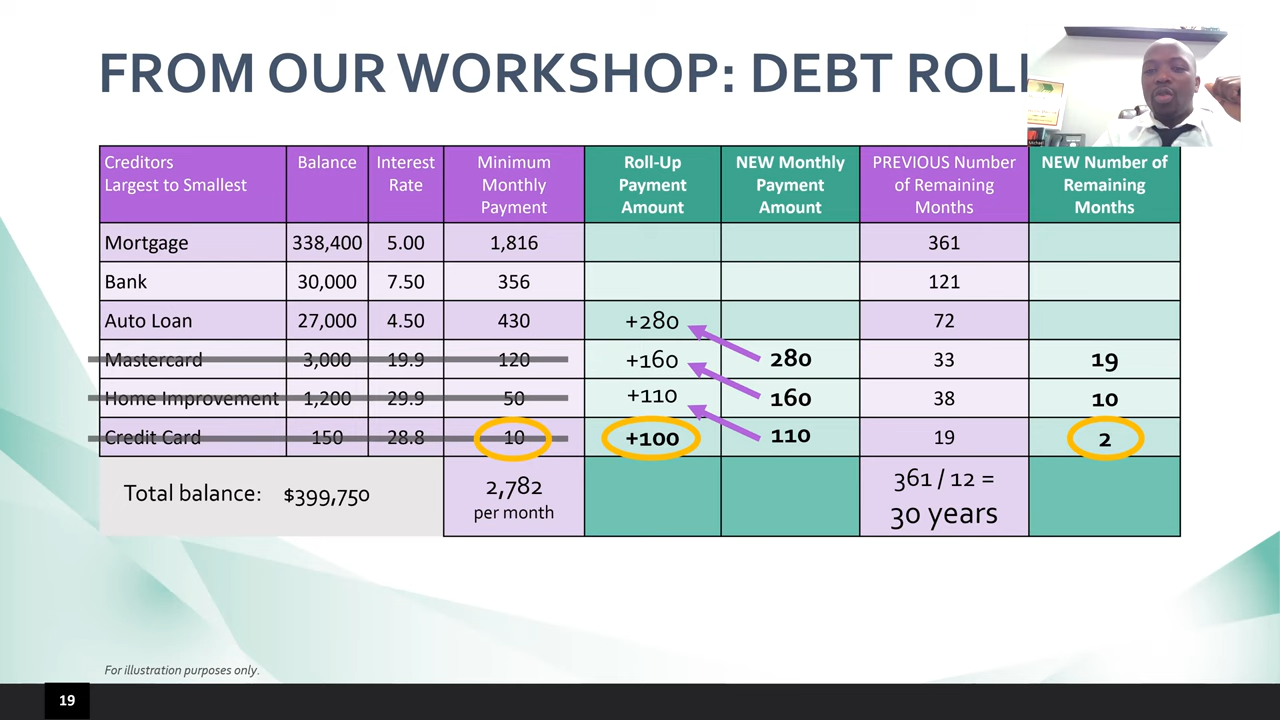 FROM OUR WORKSHOP: DEBT ROLL
Creditors
Largest to Smallest
Balance
Interest
Rate
Minimum
Monthly
Payment
Roll-Up
Payment
Amount
NEW Monthly
Payment
Amount
PREVIOUS Number
of Remaining
Months
NEW Number of
Remaining
Months
Mortgage 338,400 5.00 1,816 361
Bank 30,000 7.50 356 121
Auto Loan 27,000 4.50 430 +280 72
Mastercard 3,000 19.9 120 +160 280 33 19
Home Improvement 1,200 29.9 50 +110 160 38 10
Credit Card 150 28.8 10 +100 110 19 2
Total balance: $399,750
2,782
per month
361 / 12 =
30 years
For illustration purposes only.
19